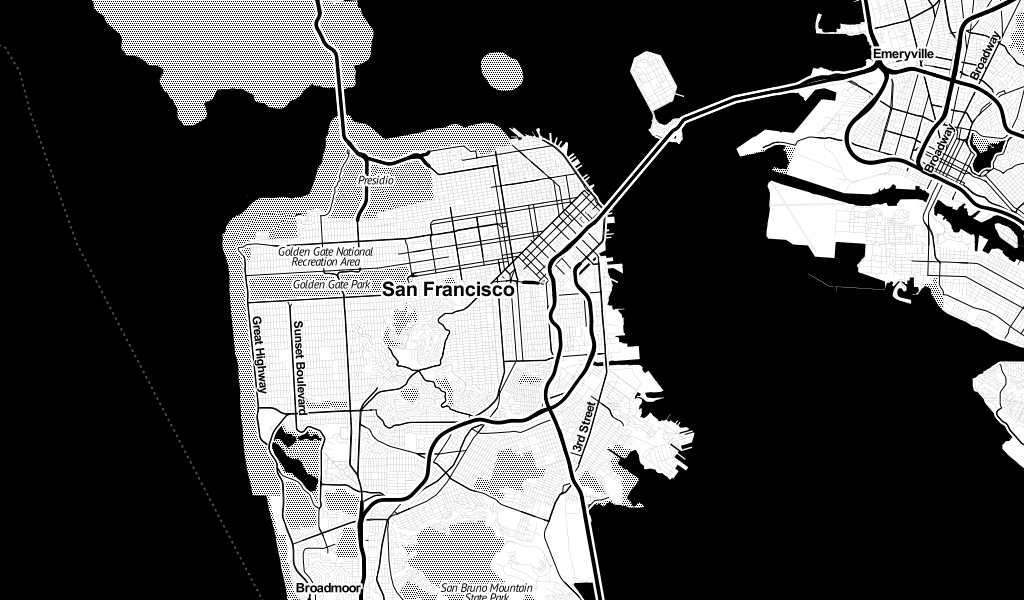 Emeryville
Broadway
Broadway
Presidio
Golden Gate National
Recreation Area
Golden Gate Park
San Francisco
Great Highway
Sunset Boulevard
3rd Street
Broadmoor
San Bruno Mountain
State Park